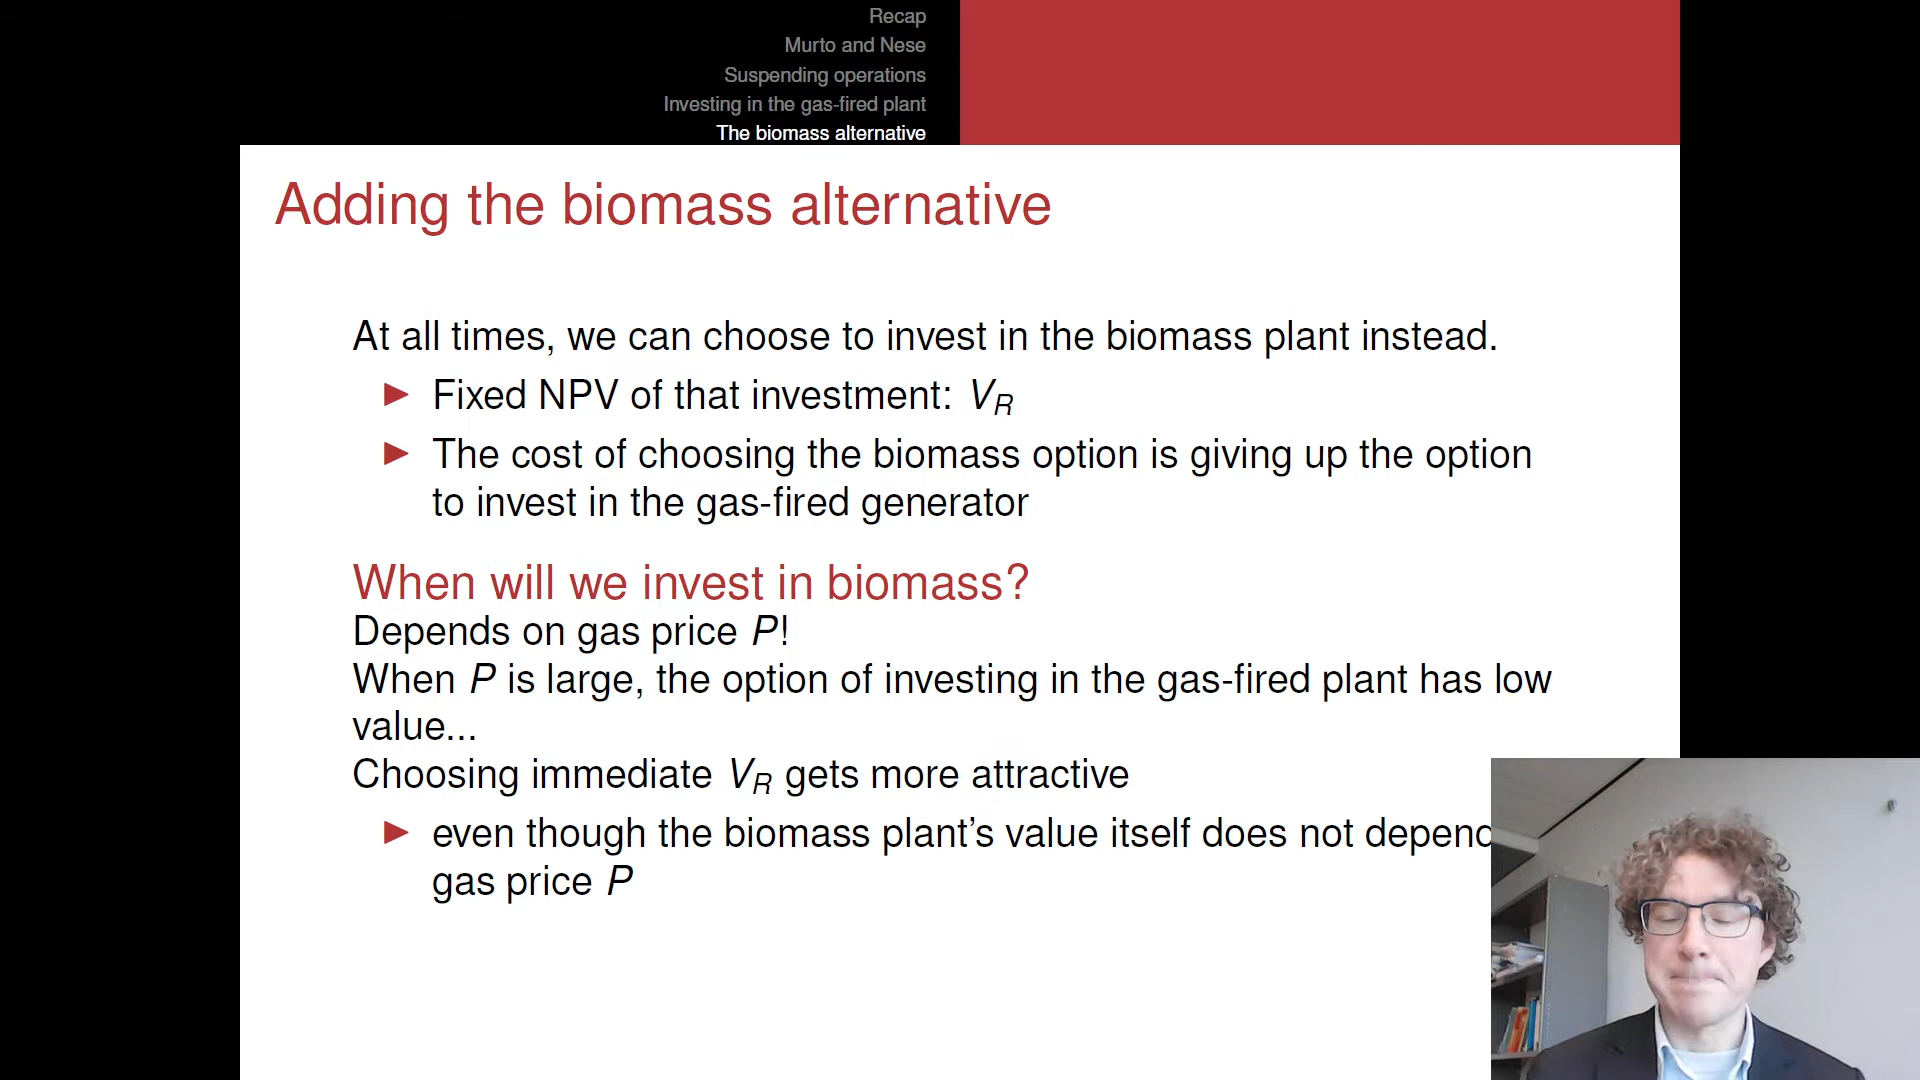 Recap
Murto and Nese
Suspending operations
Investing in the gas-fired plant
The biomass alternative
Adding the biomass alternative
At all times, we can choose to invest in the biomass plant instead.
Fixed NPV of that investment: V_R
The cost of choosing the biomass option is giving up the option
to invest in the gas-fired generator
When will we invest in biomass?
Depends on gas price P!
When P is large, the option of investing in the gas-fired plant has low
value...
Choosing immediate V_R gets more attractive
even though the biomass plant's value itself does not depend
gas price P